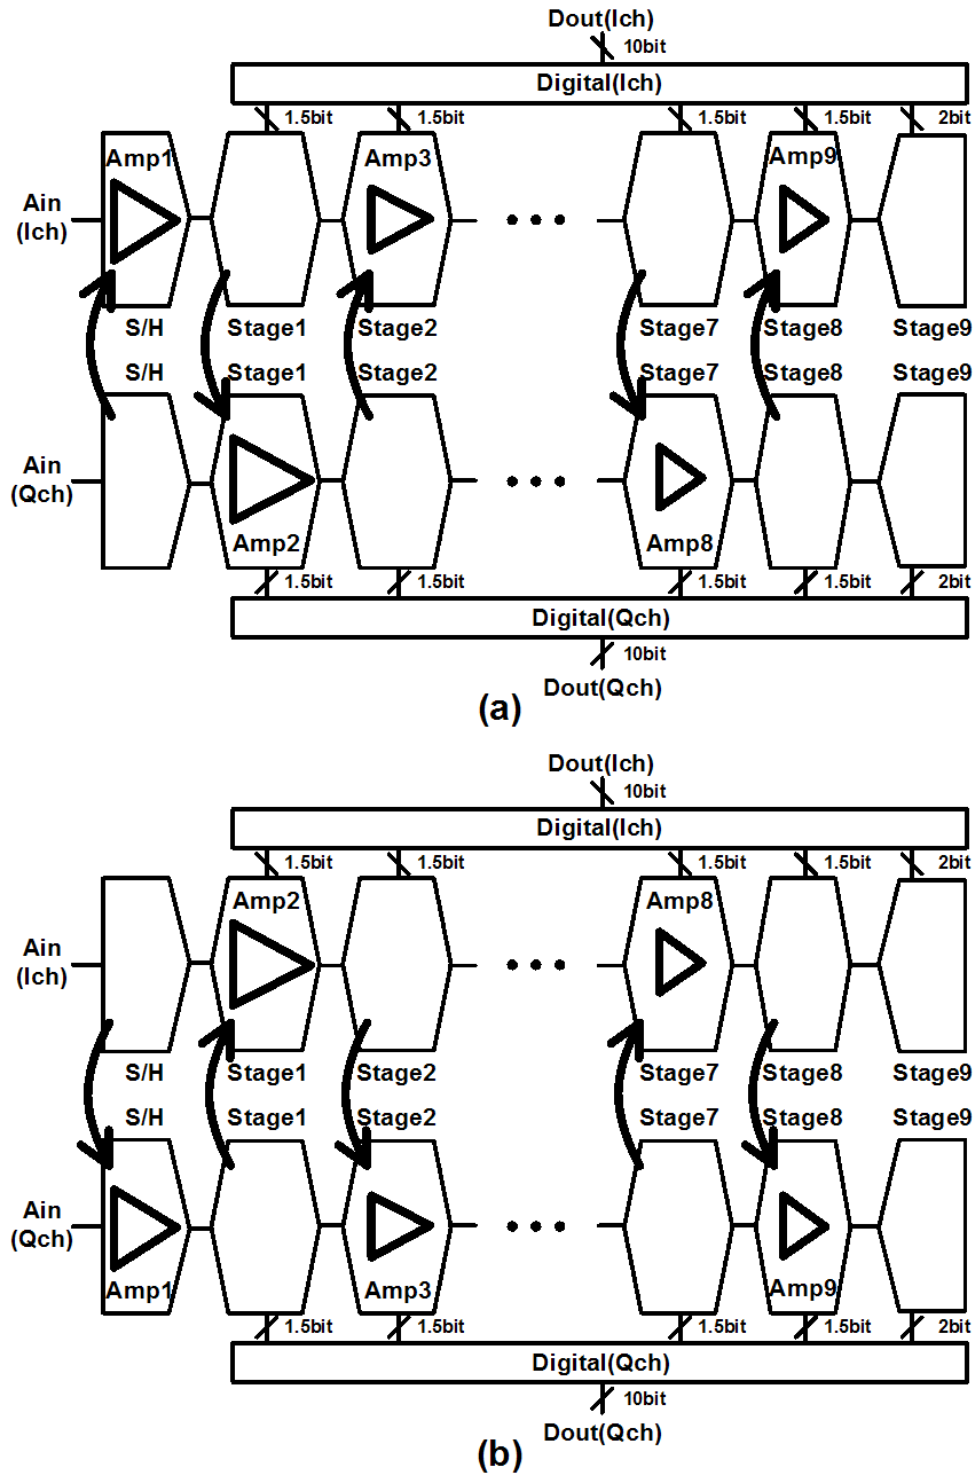 Dout(Ich)
10bit
Digital(Ich)
1.5bit 1.5bit 1.5bit 1.5bit 2bit
Amp1 Amp3 Amp9
Ain
(Ich)
S/H Stage1 Stage2 Stage7 Stage8 Stage9
S/H Stage1 Stage2 Stage7 Stage8 Stage9
Ain
(Qch)
Amp2 Amp8
1.5bit 1.5bit 1.5bit 1.5bit 2bit
Digital(Qch)
10bit
Dout(Qch)
(a)
Dout(Ich)
10bit
Digital(Ich)
1.5bit 1.5bit 1.5bit 1.5bit 2bit
Amp2 Amp8
Ain
(Ich)
S/H Stage1 Stage2 Stage7 Stage8 Stage9
S/H Stage1 Stage2 Stage7 Stage8 Stage9
Ain
(Qch)
Amp1 Amp3 Amp9
1.5bit 1.5bit 1.5bit 1.5bit 2bit
Digital(Qch)
10bit
Dout(Qch)
(b)